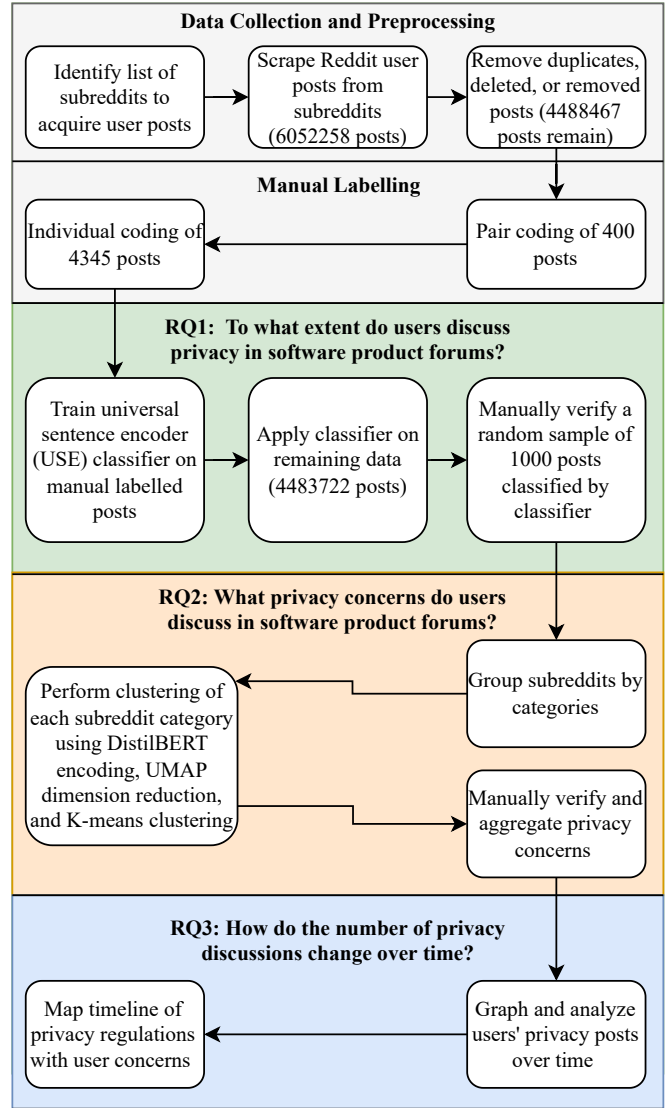 Data Collection and Preprocessing
Identify list of
subreddits to
acquire user posts
Scrape Reddit user
posts from
subreddits
(6052258 posts)
Remove duplicates,
deleted, or removed
posts (4488467
posts remain)
Manual Labelling
Individual coding of
4345 posts
Pair coding of 400
posts
RQ1:  To what extent do users discuss
privacy in software product forums?
Train universal
sentence encoder
(USE) classifier on
manual labelled
posts
Apply classifier on
remaining data
(4483722 posts)
Manually verify a
random sample of
1000 posts
classified by
classifier
RQ2: What privacy concerns do users
discuss in software product forums?
Group subreddits by
categories
Perform clustering of
each subreddit category
using DistilBERT
encoding, UMAP
dimension reduction,
and K-means clustering
Manually verify and
aggregate privacy
concerns
RQ3: How do the number of privacy
discussions change over time?
Map timeline of
privacy regulations
with user concerns
Graph and analyze
users' privacy posts
over time